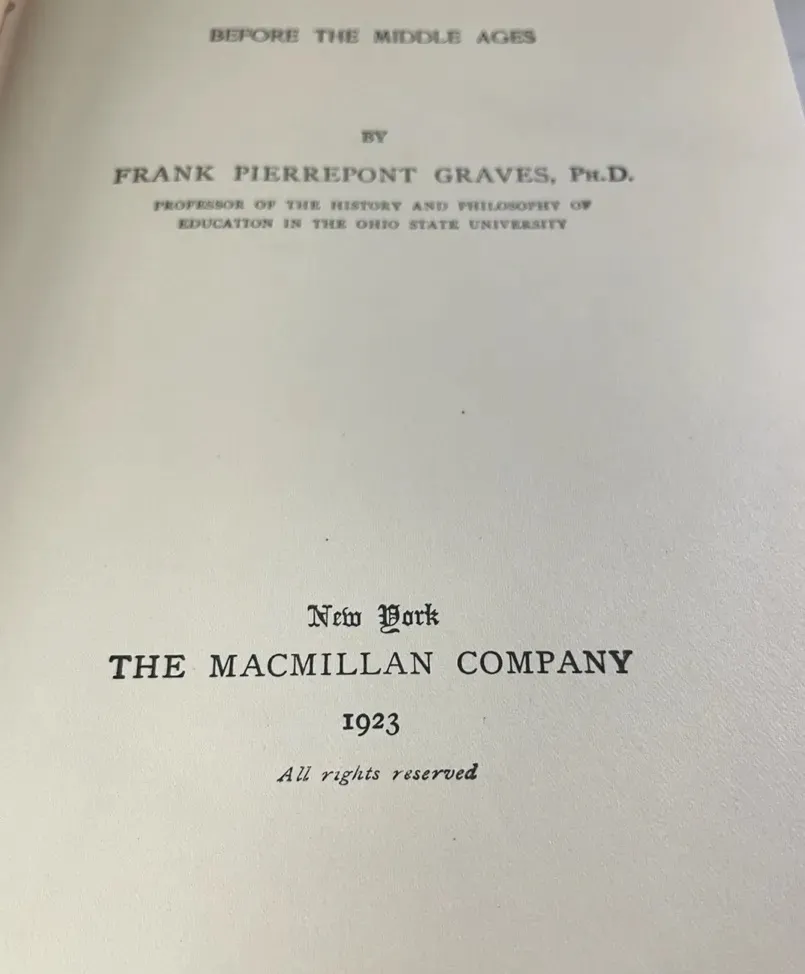 BEFORE THE MIDDLE AGES
BY
FRANK PIERREPONT GRAVES, PH.D.
PROFESSOR OF THE HISTORY AND PHILOSOPHY OF
EDUCATION IN THE OHIO STATE UNIVERSITY
New York
THE MACMILLAN COMPANY
1923
All rights reserved